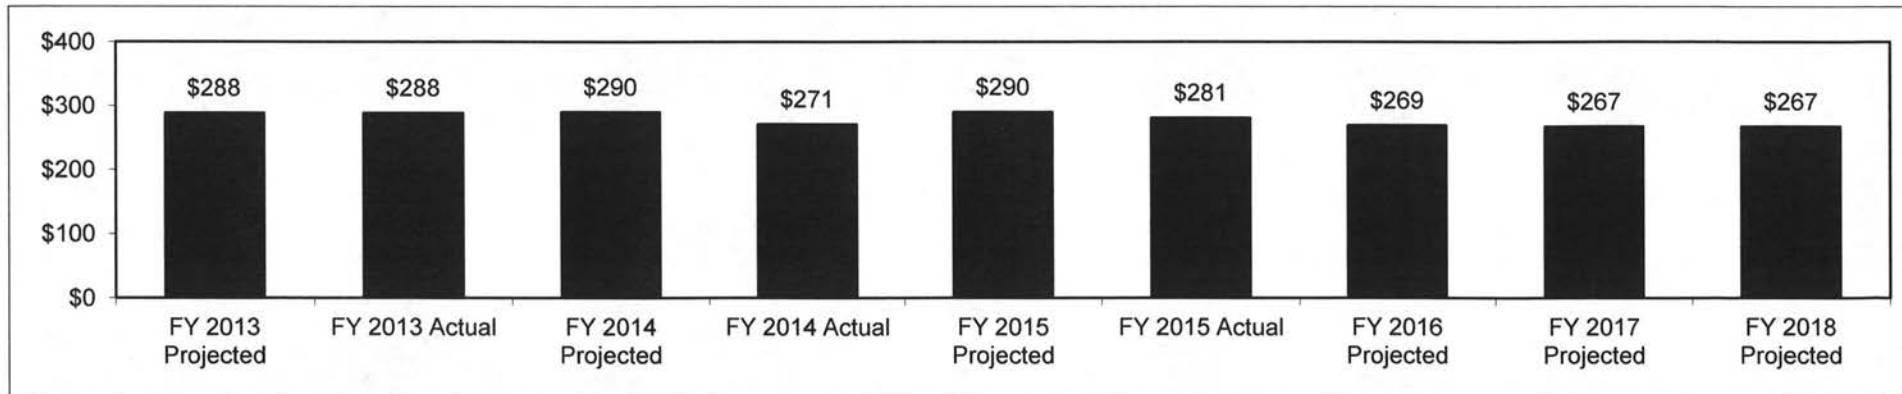 $400
$300
$200
$100
$0
$288
$288
$290
$271
$290
$281
$269
$267
$267
FY 2013
Projected
FY 2013 Actual
FY 2014
Projected
FY 2014 Actual
FY 2015
Projected
FY 2015 Actual
FY 2016
Projected
FY 2017
Projected
FY 2018
Projected